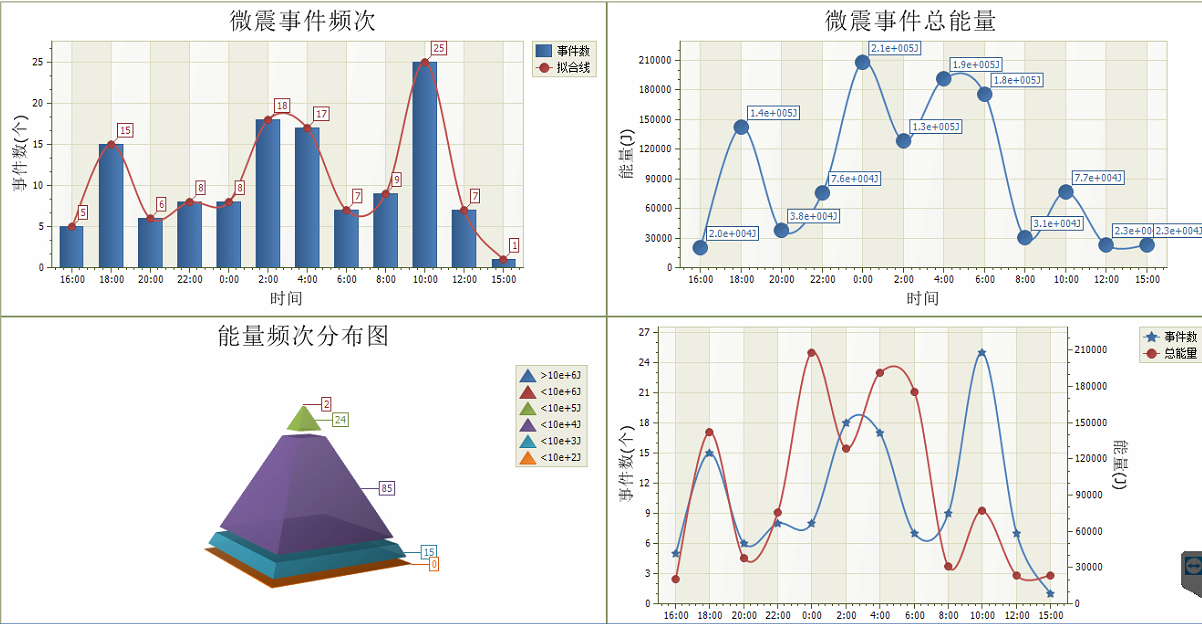 微震事件频次
事件数(个)
25
20
15
10
5
0
5
15
6
8
8
18
17
7
9
25
7
1
16:00 18:00 20:00 22:00 0:00 2:00 4:00 6:00 8:00 10:00 12:00 15:00
时间
事件数
拟合线
微震事件总能量
能量(J)
210000
180000
150000
120000
90000
60000
30000
0
2.0e+004J
1.4e+005J
3.8e+004J
7.6e+004J
2.1e+005J
1.3e+005J
1.9e+005J
1.8e+005J
3.1e+004J
7.7e+004J
2.3e+00
2.3e+004J
16:00 18:00 20:00 22:00 0:00 2:00 4:00 6:00 8:00 10:00 12:00 15:00
时间
能量频次分布图
2
24
85
15
0
>10e+6J
<10e+6J
<10e+5J
<10e+4J
<10e+3J
<10e+2J
事件数(个)
27
24
21
18
15
12
9
6
3
0
16:00 18:00 20:00 22:00 0:00 2:00 4:00 6:00 8:00 10:00 12:00 15:00
210000
180000
150000
120000
90000
60000
30000
0
能量(J)
事件数
总能量